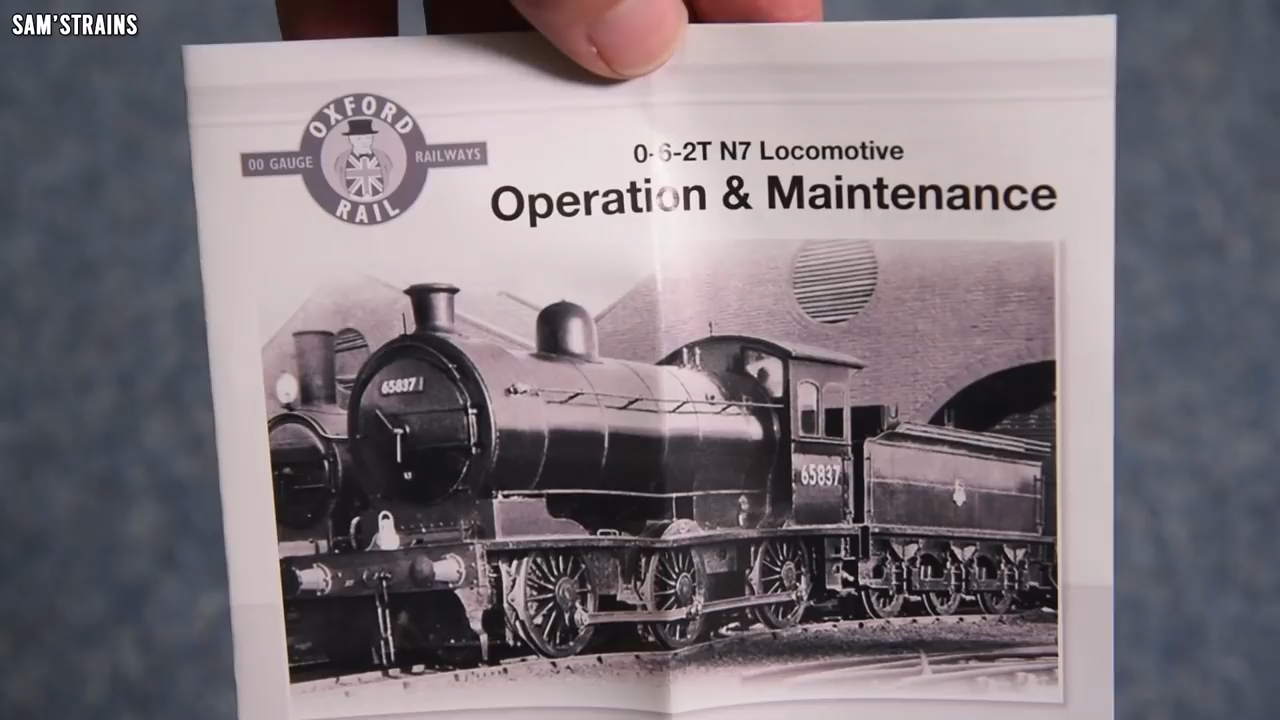 SAM'STRAINS
OXFORD
00 GAUGE RAILWAYS
RAIL
0-6-2T N7 Locomotive
Operation & Maintenance
65837
65837